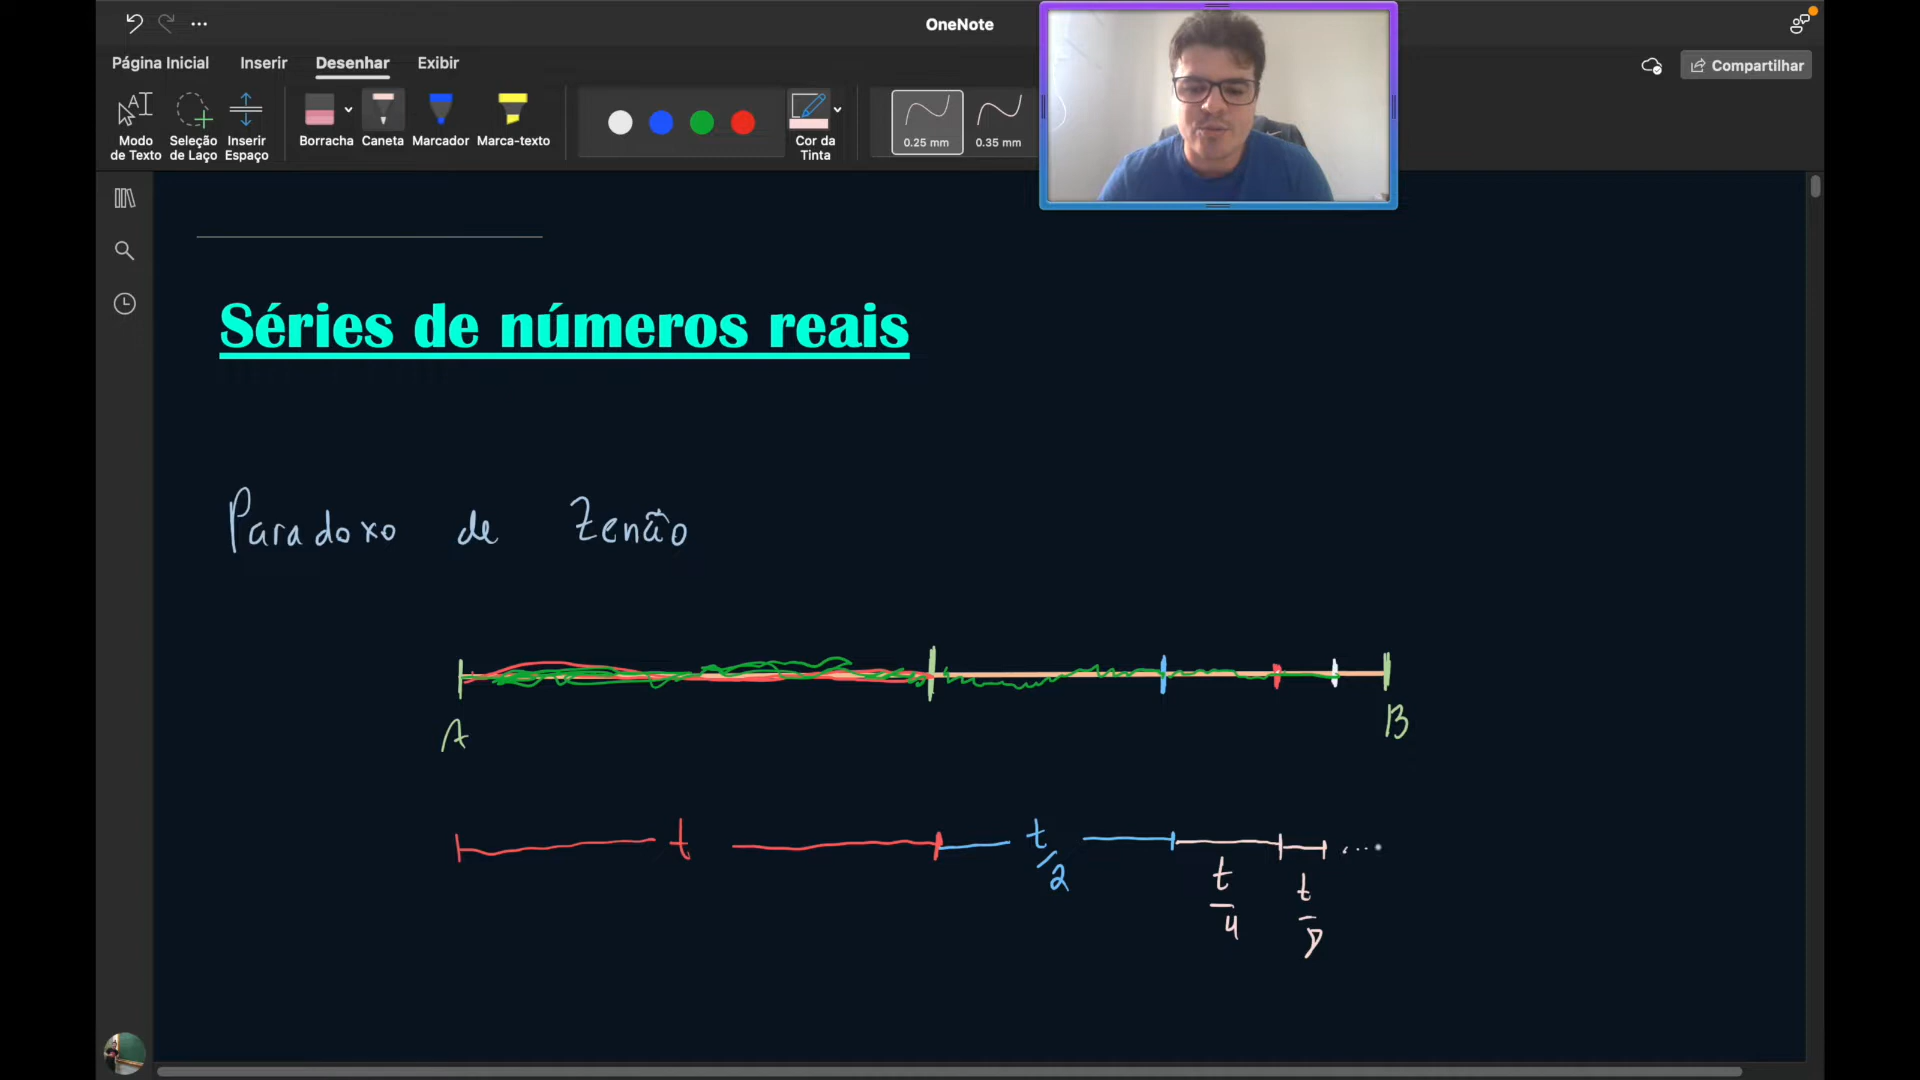 OneNote
Página Inicial Inserir Desenhar Exibir
Compartilhar
Modo de Texto
Seleção de Laço
Inserir Espaço
Borracha Caneta Marcador Marca-texto
Cor da Tinta
0.25 mm 0.35 mm
Séries de números reais
Paradoxo de Zenão
A B
t t/2 t/4 t/8 ...